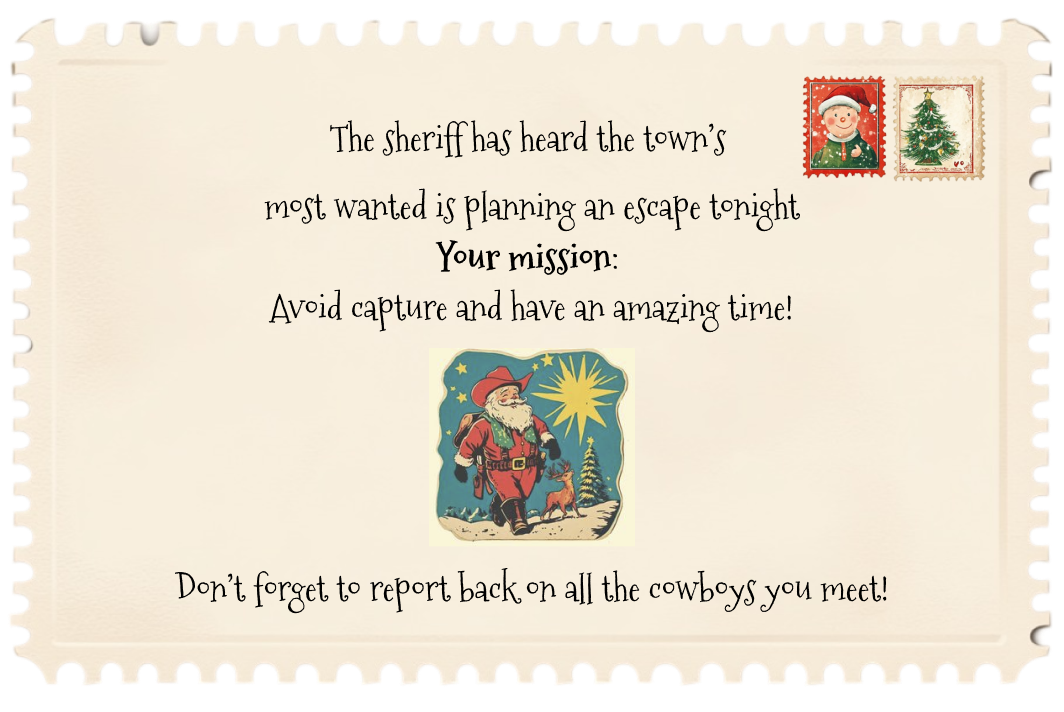 The sheriff has heard the town's
most wanted is planning an escape tonight
Your mission:
Avoid capture and have an amazing time!
Don't forget to report back on all the cowboys you meet!